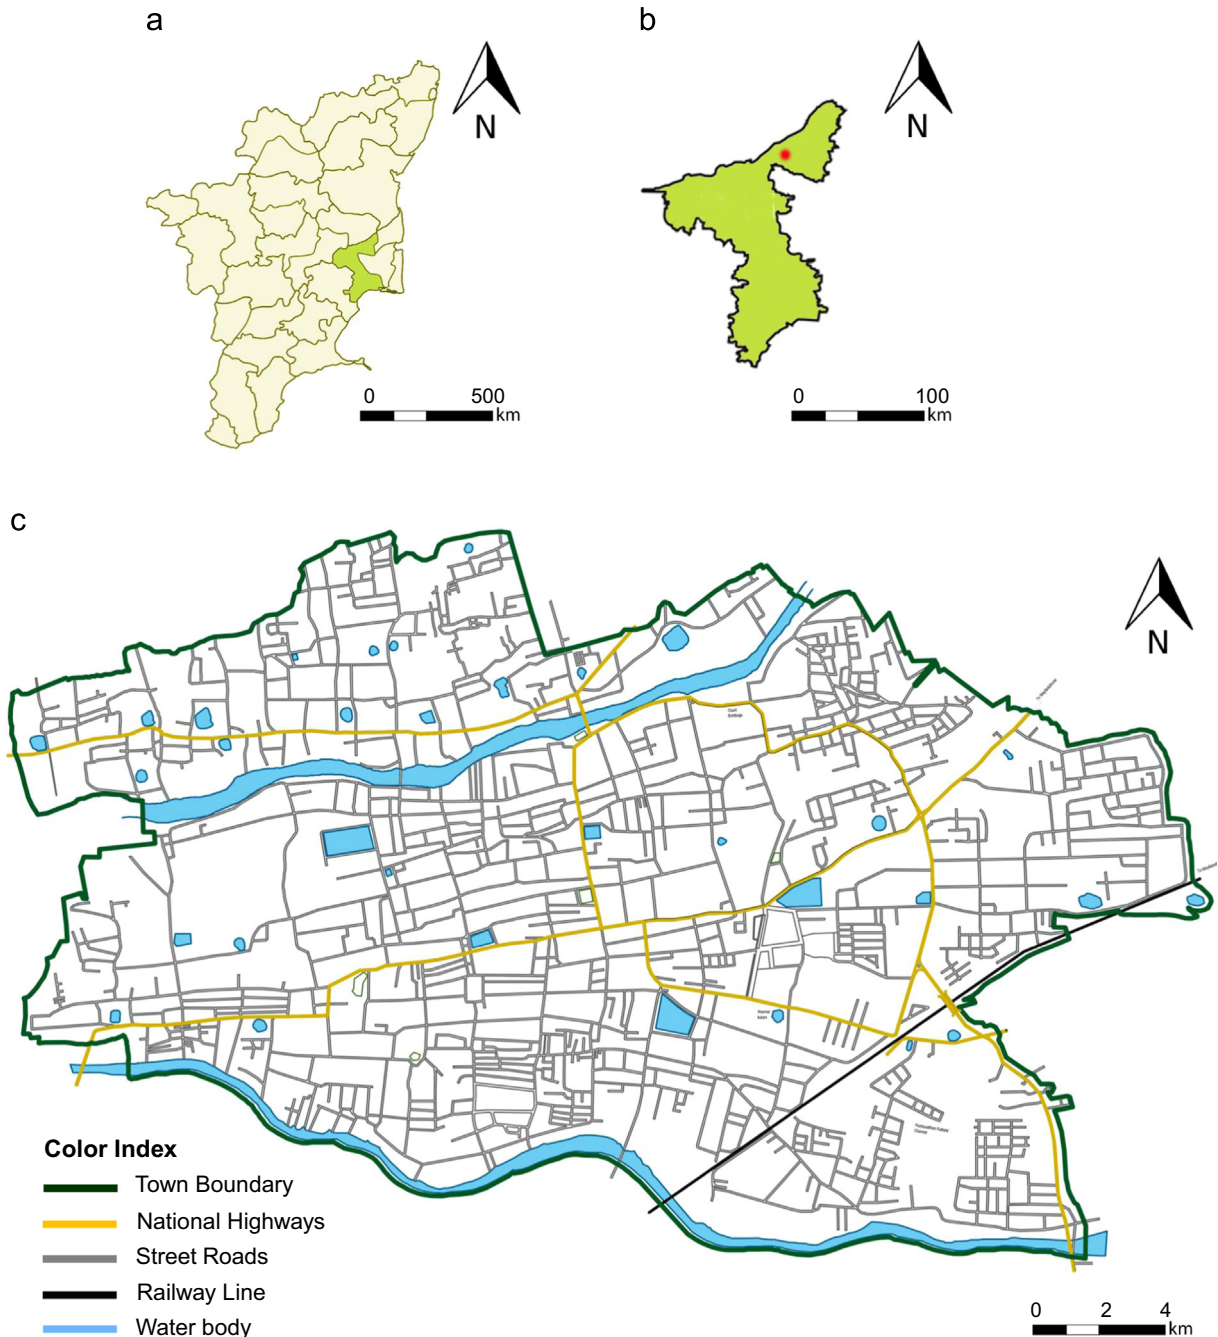 a
b
N
N
0 500
km
0 100
km
c
N
Color Index
Town Boundary
National Highways
Street Roads
Railway Line
Water body
0 2 4
km